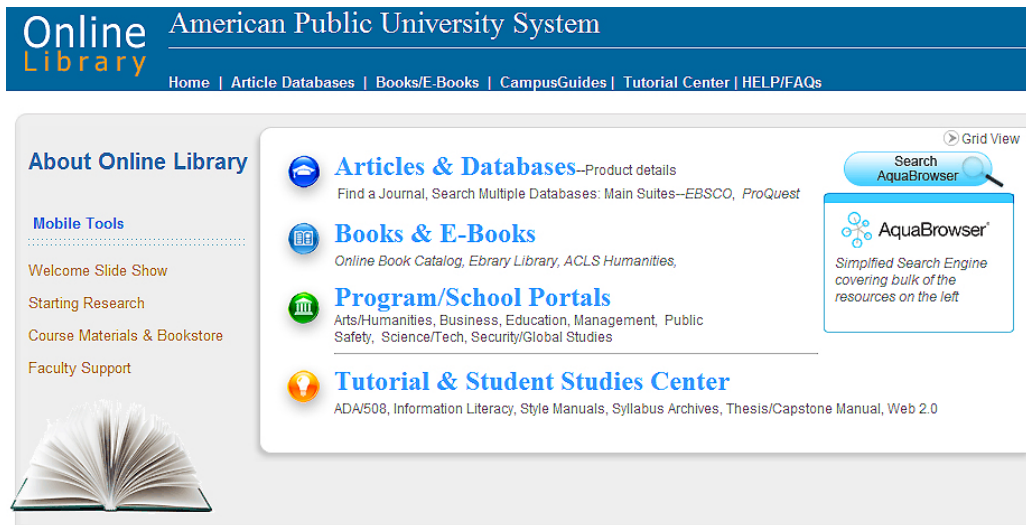 Online
Library
American Public University System
Home | Article Databases | Books/E-Books | CampusGuides | Tutorial Center | HELP/FAQs
About Online Library
Mobile Tools
Welcome Slide Show
Starting Research
Course Materials & Bookstore
Faculty Support
Articles & Databases--Product details
Find a Journal, Search Multiple Databases: Main Suites--EBSCO, ProQuest
Books & E-Books
Online Book Catalog, Ebrary Library, ACLS Humanities,
Program/School Portals
Arts/Humanities, Business, Education, Management, Public
Safety, Science/Tech, Security/Global Studies
Tutorial & Student Studies Center
ADA/508, Information Literacy, Style Manuals, Syllabus Archives, Thesis/Capstone Manual, Web 2.0
Grid View
Search
AquaBrowser
AquaBrowser
Simplfied Search Engine
covering bulk of the
resources on the left